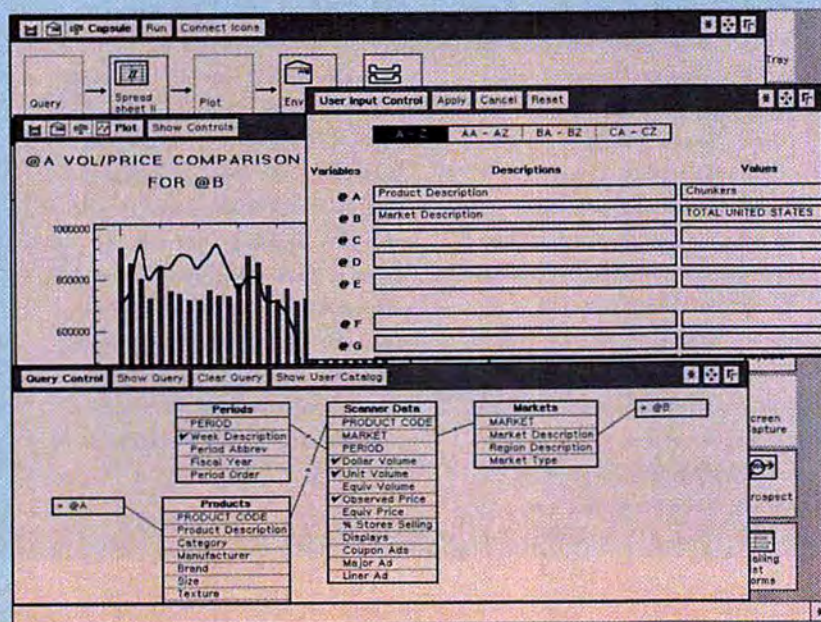 Capsule Run Connect Icons
Tray
Query
Spread
sheet II
Plot
Env
User Input Control Apply Cancel Reset
A - Z AA - AZ BA - BZ CA - CZ
Variables Descriptions Values
@ A Product Description Chunkers
@ B Market Description TOTAL UNITED STATES
@ C
@ D
@ E
@ F
@ G
Plot Show Controls
@A VOL/PRICE COMPARISON
FOR @B
1000000
800000
600000
Query Control Show Query Clear Query Show User Catalog
Periods
PERIOD
✔ Week Description
Period Abbrev
Fiscal Year
Period Order
Scanner Data
PRODUCT CODE
MARKET
PERIOD
✔ Dollar Volume
✔ Unit Volume
Equiv Volume
✔ Observed Price
Equiv Price
% Stores Selling
Displays
Coupon Ads
Major Ad
Liner Ad
Markets
MARKET
Market Description
Region Description
Market Type
= @B
= @A
Products
PRODUCT CODE
Product Description
Category
Manufacturer
Brand
Size
Texture
creen
apture
rospect
ailing
st
orms